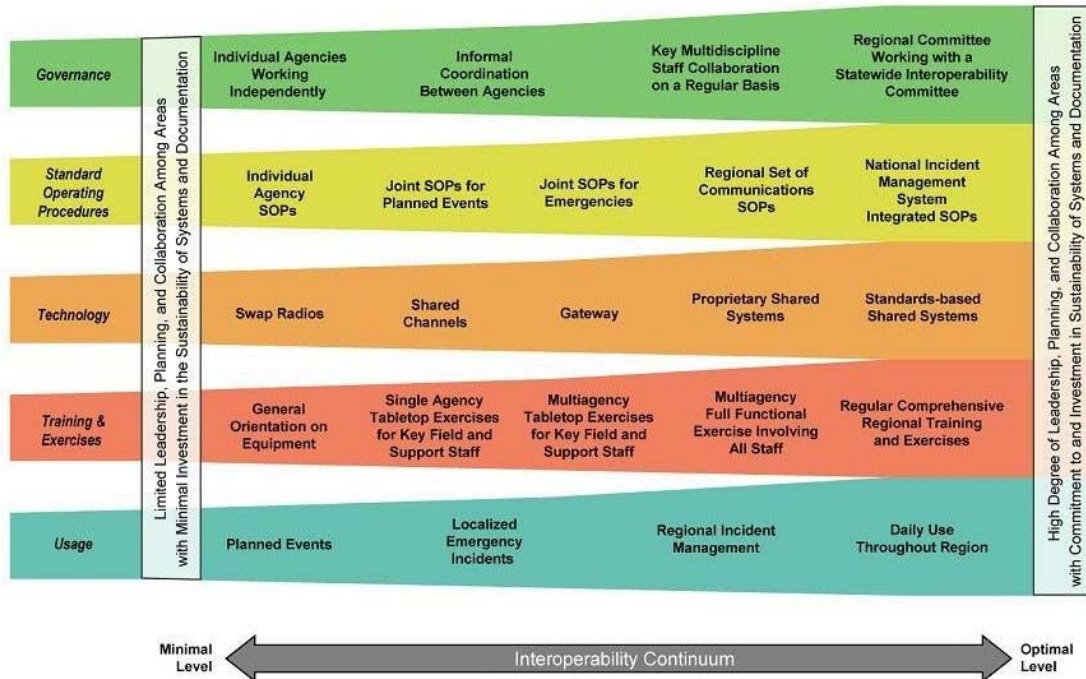 Governance
Limited Leadership, Planning, and Collaboration Among Areas
with Minimal Investment in the Sustainability of Systems and Documentation
Individual Agencies
Working
Independently
Informal
Coordination
Between Agencies
Key Multidiscipline
Staff Collaboration
on a Regular Basis
Regional Committee
Working with a
Statewide Interoperability
Committee
High Degree of Leadership, Planning, and Collaboration Among Areas
with Commitment to and Investment in Sustainability of Systems and Documentation
Standard
Operating
Procedures
Individual
Agency
SOPs
Joint SOPs for
Planned Events
Joint SOPs for
Emergencies
Regional Set of
Communications
SOPs
National Incident
Management
System
Integrated SOPs
Technology
Swap Radios
Shared
Channels
Gateway
Proprietary Shared
Systems
Standards-based
Shared Systems
Training &
Exercises
General
Orientation on
Equipment
Single Agency
Tabletop Exercises
for Key Field and
Support Staff
Multiagency
Tabletop Exercises
for Key Field and
Support Staff
Multiagency
Full Functional
Exercise Involving
All Staff
Regular Comprehensive
Regional Training
and Exercises
Usage
Planned Events
Localized
Emergency
Incidents
Regional Incident
Management
Daily Use
Throughout Region
Minimal
Level
Interoperability Continuum
Optimal
Level